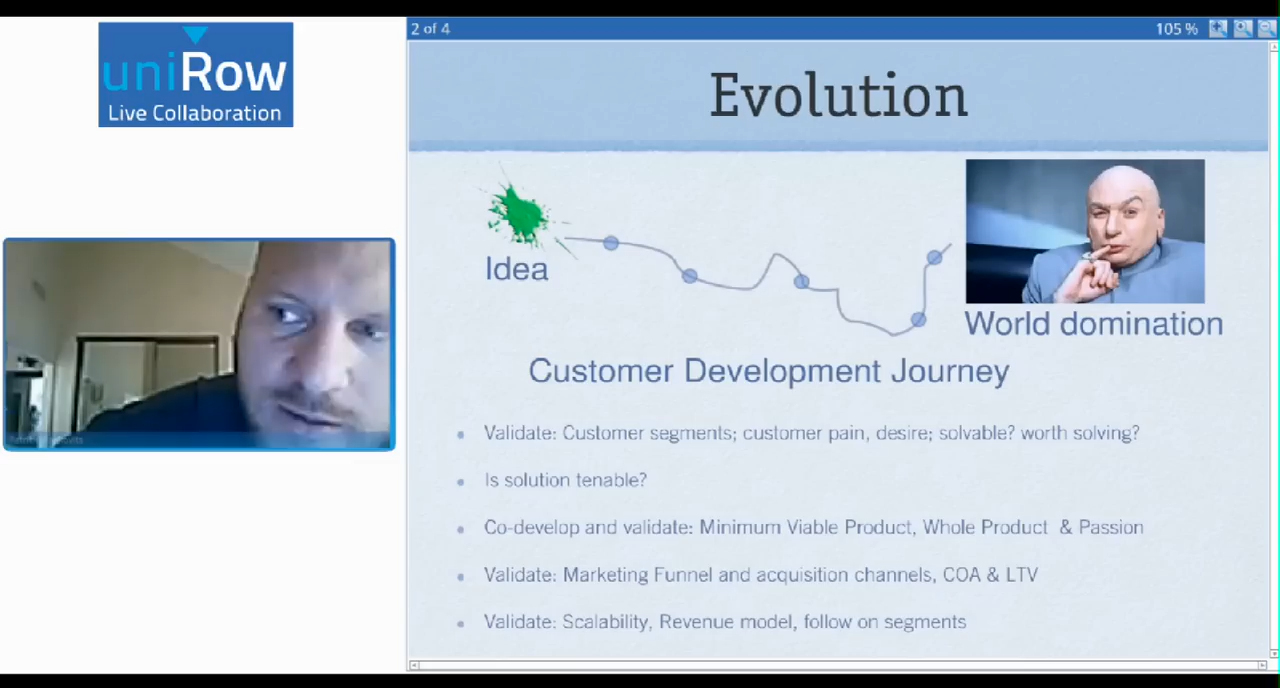 uniRow
Live Collaboration
2 of 4
105 %
Evolution
Idea
World domination
Customer Development Journey
Validate: Customer segments; customer pain, desire; solvable? worth solving?
Is solution tenable?
Co-develop and validate: Minimum Viable Product, Whole Product & Passion
Validate: Marketing Funnel and acquisition channels, COA & LTV
Validate: Scalability, Revenue model, follow on segments